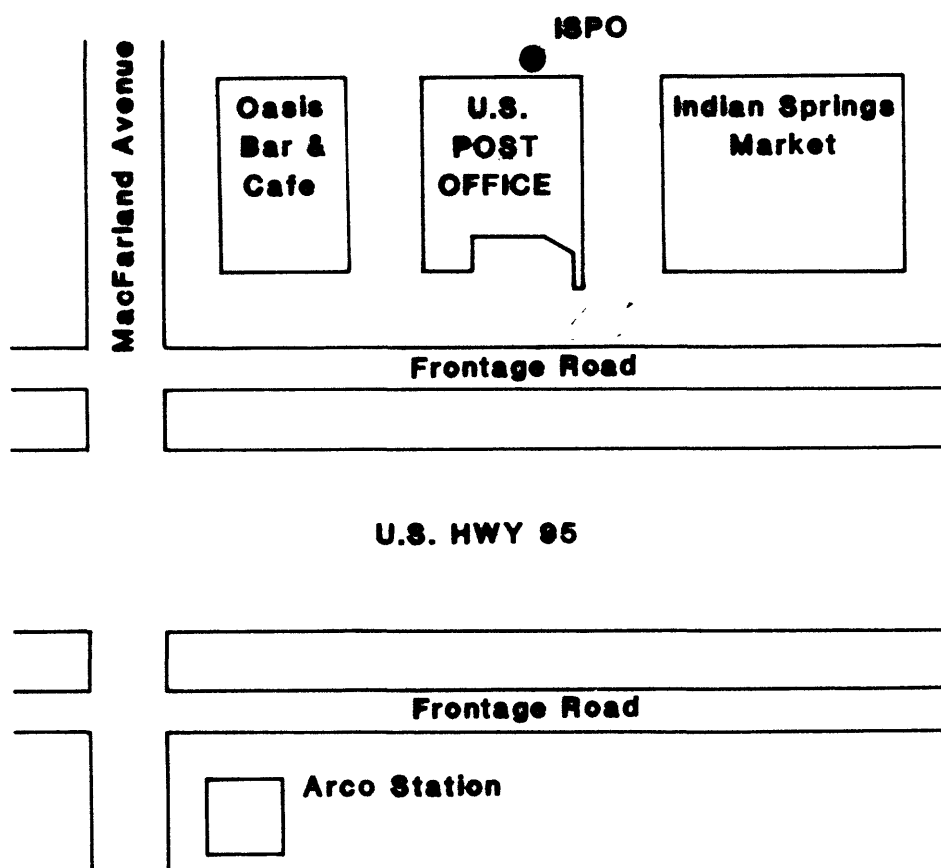 ISPO
MacFarland Avenue
Oasis
Bar &
Cafe
U.S.
POST
OFFICE
Indian Springs
Market
Frontage Road
U.S. HWY 95
Frontage Road
Arco Station